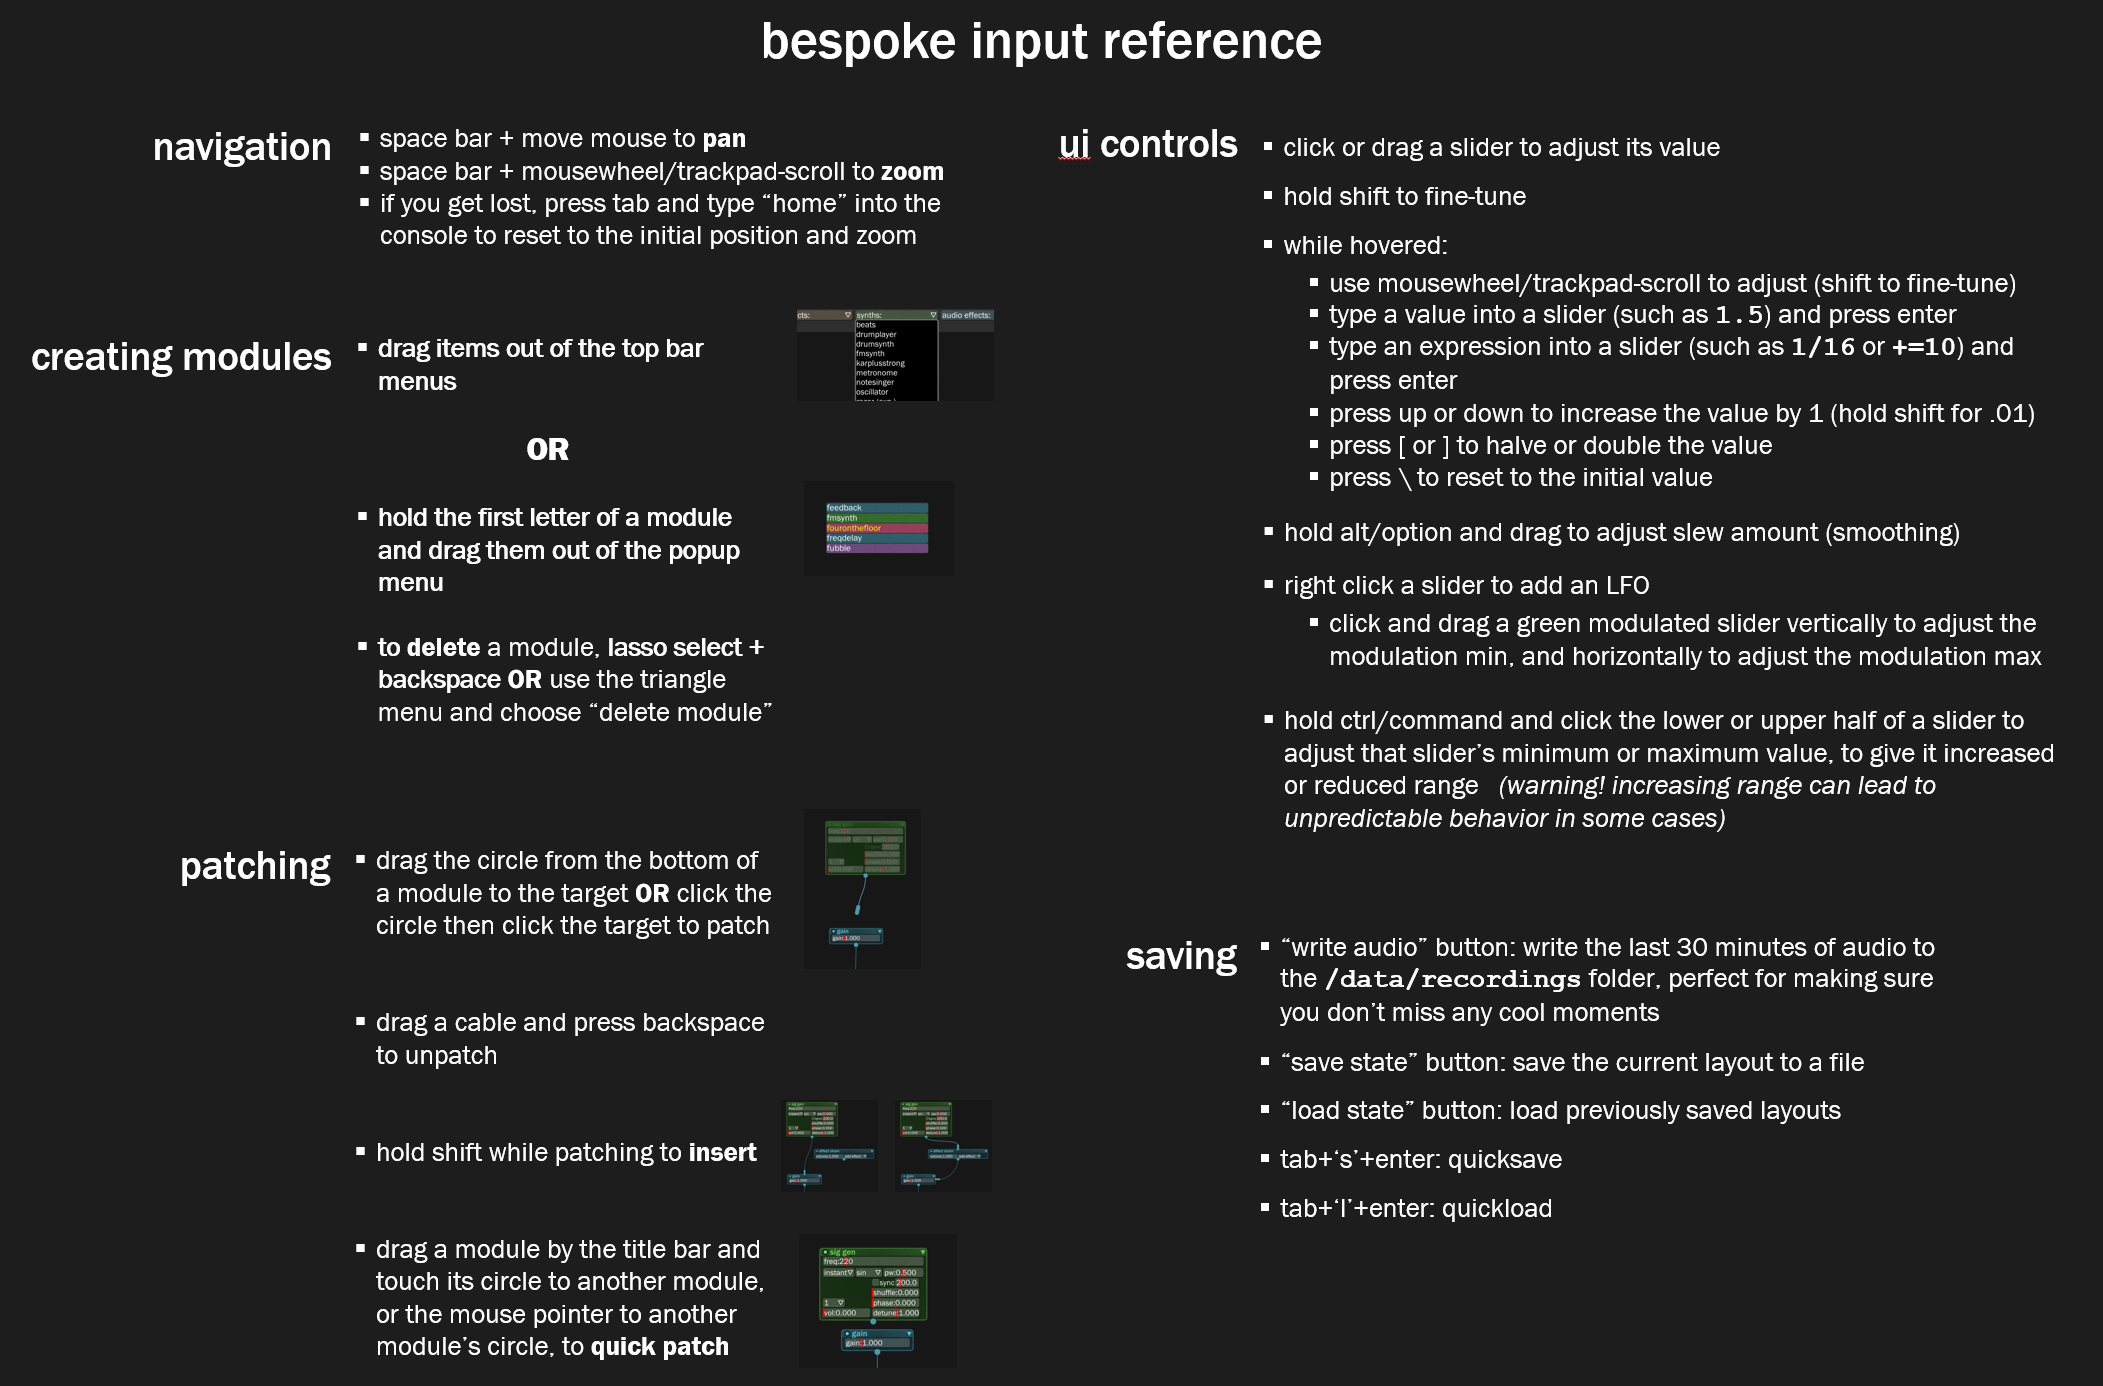 bespoke input reference
navigation
▪ space bar + move mouse to pan
▪ space bar + mousewheel/trackpad-scroll to zoom
▪ if you get lost, press tab and type “home” into the
console to reset to the initial position and zoom
creating modules
▪ drag items out of the top bar
menus
cts:
synths:
audio effects:
beats
drumplayer
drumsynth
fmsynth
karplusstrong
metronome
notesinger
oscillator
OR
▪ hold the first letter of a module
and drag them out of the popup
menu
feedback
fmsynth
fouronthefloor
freqdelay
fubble
▪ to delete a module, lasso select +
backspace OR use the triangle
menu and choose “delete module”
patching
▪ drag the circle from the bottom of
a module to the target OR click the
circle then click the target to patch
gain
gain:1.000
▪ drag a cable and press backspace
to unpatch
▪ hold shift while patching to insert
▪ drag a module by the title bar and
touch its circle to another module,
or the mouse pointer to another
module’s circle, to quick patch
sig gen
freq:220
instant sin pw:0.500
sync 200.0
shuffle:0.000
1 phase:0.000
vol:0.000 detune:1.000
gain
gain:1.000
ui controls
▪ click or drag a slider to adjust its value
▪ hold shift to fine-tune
▪ while hovered:
▪ use mousewheel/trackpad-scroll to adjust (shift to fine-tune)
▪ type a value into a slider (such as 1.5) and press enter
▪ type an expression into a slider (such as 1/16 or +=10) and
press enter
▪ press up or down to increase the value by 1 (hold shift for .01)
▪ press [ or ] to halve or double the value
▪ press \ to reset to the initial value
▪ hold alt/option and drag to adjust slew amount (smoothing)
▪ right click a slider to add an LFO
▪ click and drag a green modulated slider vertically to adjust the
modulation min, and horizontally to adjust the modulation max
▪ hold ctrl/command and click the lower or upper half of a slider to
adjust that slider’s minimum or maximum value, to give it increased
or reduced range (warning! increasing range can lead to
unpredictable behavior in some cases)
saving
▪ “write audio” button: write the last 30 minutes of audio to
the /data/recordings folder, perfect for making sure
you don’t miss any cool moments
▪ “save state” button: save the current layout to a file
▪ “load state” button: load previously saved layouts
▪ tab+‘s’+enter: quicksave
▪ tab+‘l’+enter: quickload